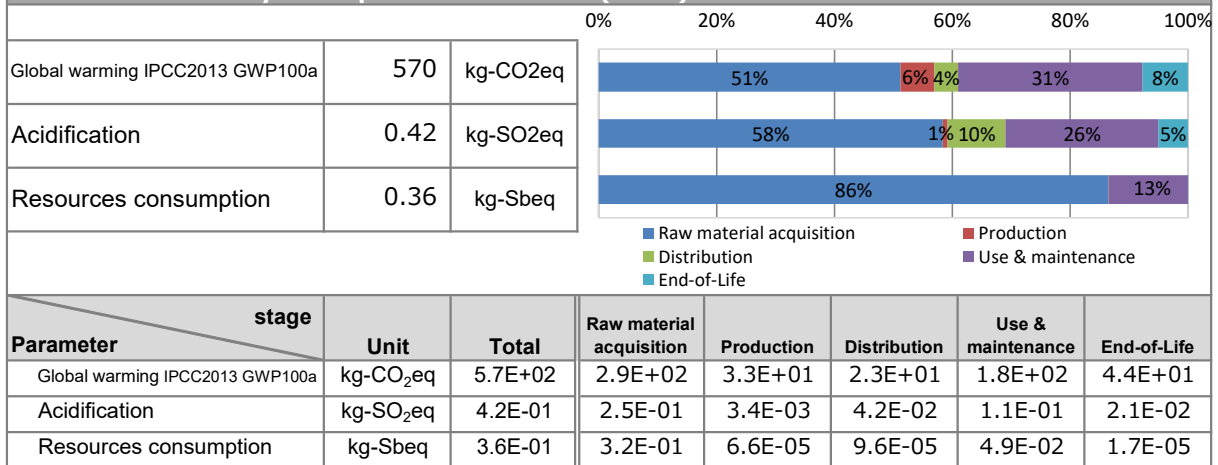 0% 20% 40% 60% 80% 100%
Global warming IPCC2013 GWP100a 570 kg-CO2eq 51% 6% 4% 31% 8%
Acidification 0.42 kg-SO2eq 58% 1% 10% 26% 5%
Resources consumption 0.36 kg-Sbeq 86% 13%
Raw material acquisition Production
Distribution Use & maintenance
End-of-Life
stage
Parameter Unit Total Raw material acquisition Production Distribution Use & maintenance End-of-Life
Global warming IPCC2013 GWP100a kg-CO₂eq 5.7E+02 2.9E+02 3.3E+01 2.3E+01 1.8E+02 4.4E+01
Acidification kg-SO₂eq 4.2E-01 2.5E-01 3.4E-03 4.2E-02 1.1E-01 2.1E-02
Resources consumption kg-Sbeq 3.6E-01 3.2E-01 6.6E-05 9.6E-05 4.9E-02 1.7E-05